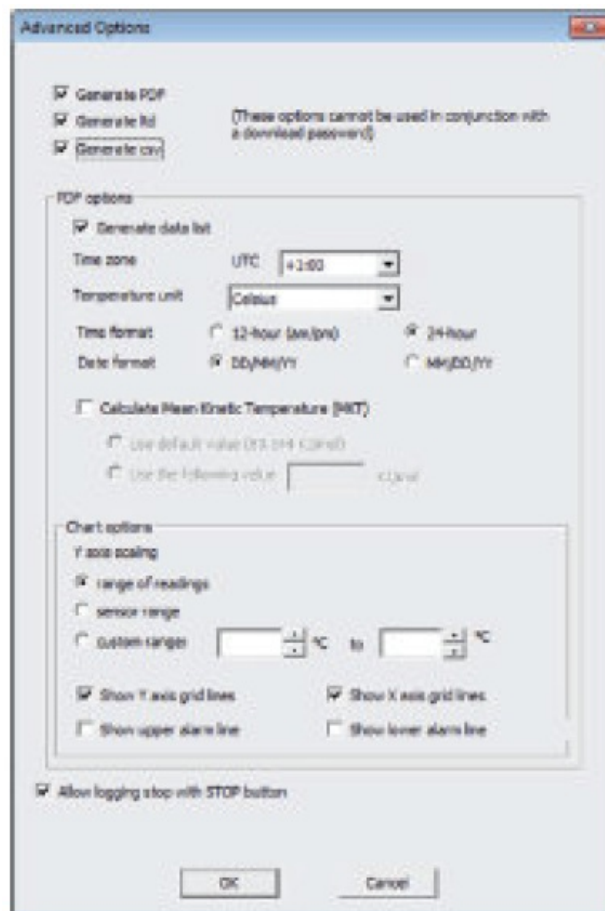 Advanced Options
Generate PDF
Generate ltd
(These options cannot be used in conjunction with
a download password)
Generate csv
PDF options
Generate data list
Time zone UTC +1:00
Temperature unit Celsius
Time format 12-hour (am/pm) 24-hour
Date format DD/MM/YY MM/DD/YY
Calculate Mean Kinetic Temperature (MKT)
Use default value
Use the following value
Chart options
Y axis scaling
range of readings
sensor range
custom range: °C to °C
Show Y axis grid lines Show X axis grid lines
Show upper alarm line Show lower alarm line
Allow logging stop with STOP button
OK Cancel